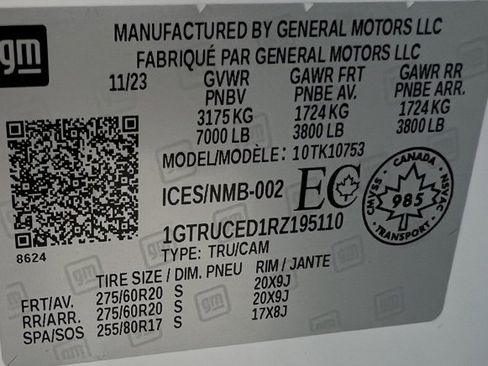 gm
MANUFACTURED BY GENERAL MOTORS LLC
FABRIQUÉ PAR GENERAL MOTORS LLC
11/23 GVWR GAWR FRT GAWR RR
PNBV PNBE AV. PNBE ARR.
3175 KG 1724 KG 1724 KG
7000 LB 3800 LB 3800 LB
MODEL/MODÈLE: 10TK10753
ICES/NMB-002 EC
CANADA
CMVSS 985 NSVAC
TRANSPORT
1GTRUCED1RZ195110
8624 TYPE: TRU/CAM
TIRE SIZE / DIM. PNEU RIM / JANTE
FRT/AV. 275/60R20 S 20X9J
RR/ARR. 275/60R20 S 20X9J
SPA/SOS 255/80R17 S 17X8J